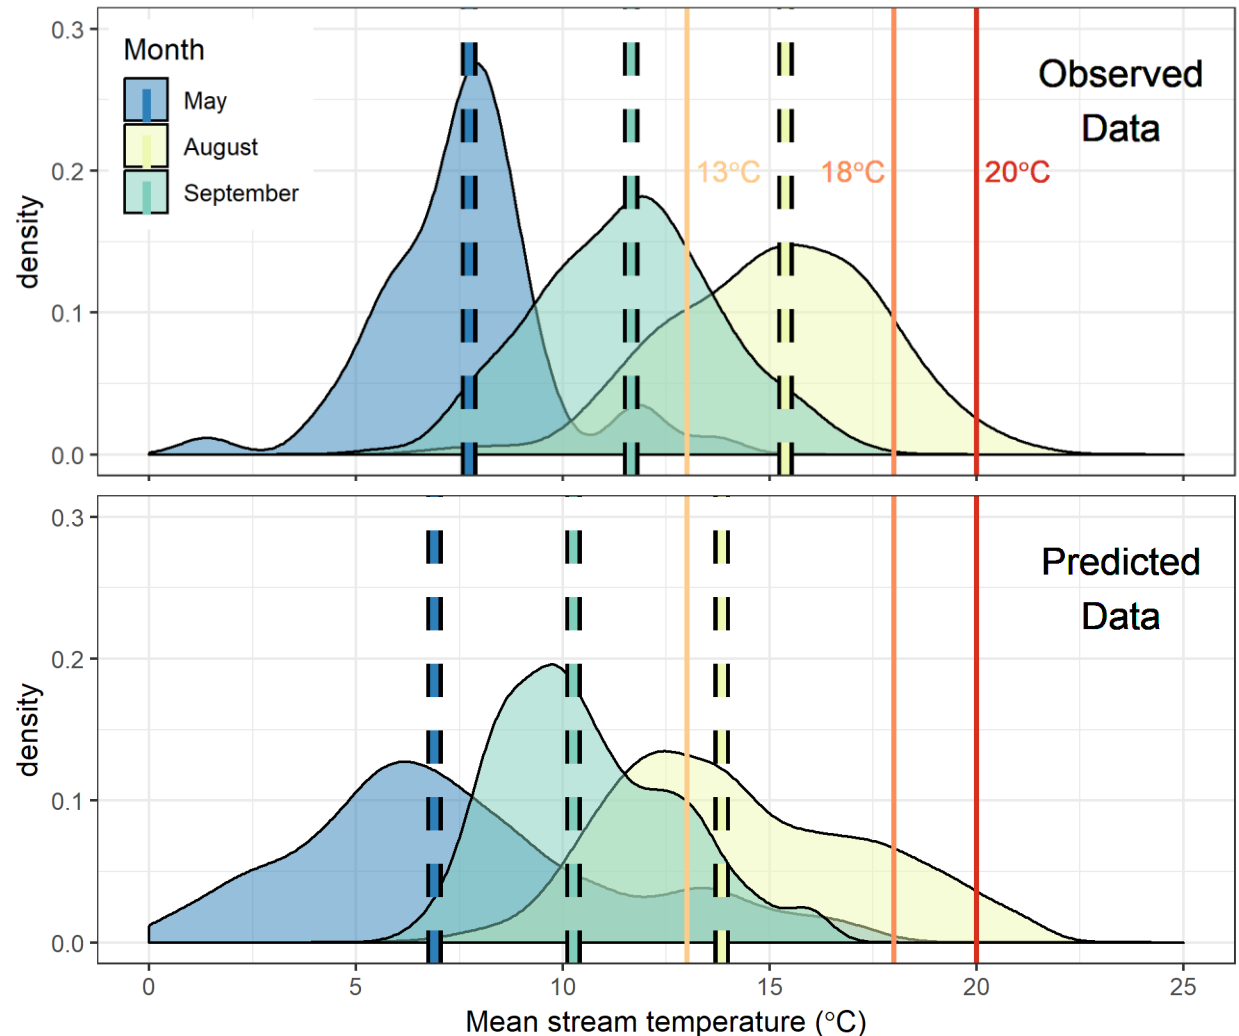 Month
May
August
September
Observed
Data
13°C
18°C
20°C
0.3
0.2
0.1
0.0
density
Predicted
Data
0.3
0.2
0.1
0.0
density
0
5
10
15
20
25
Mean stream temperature (°C)